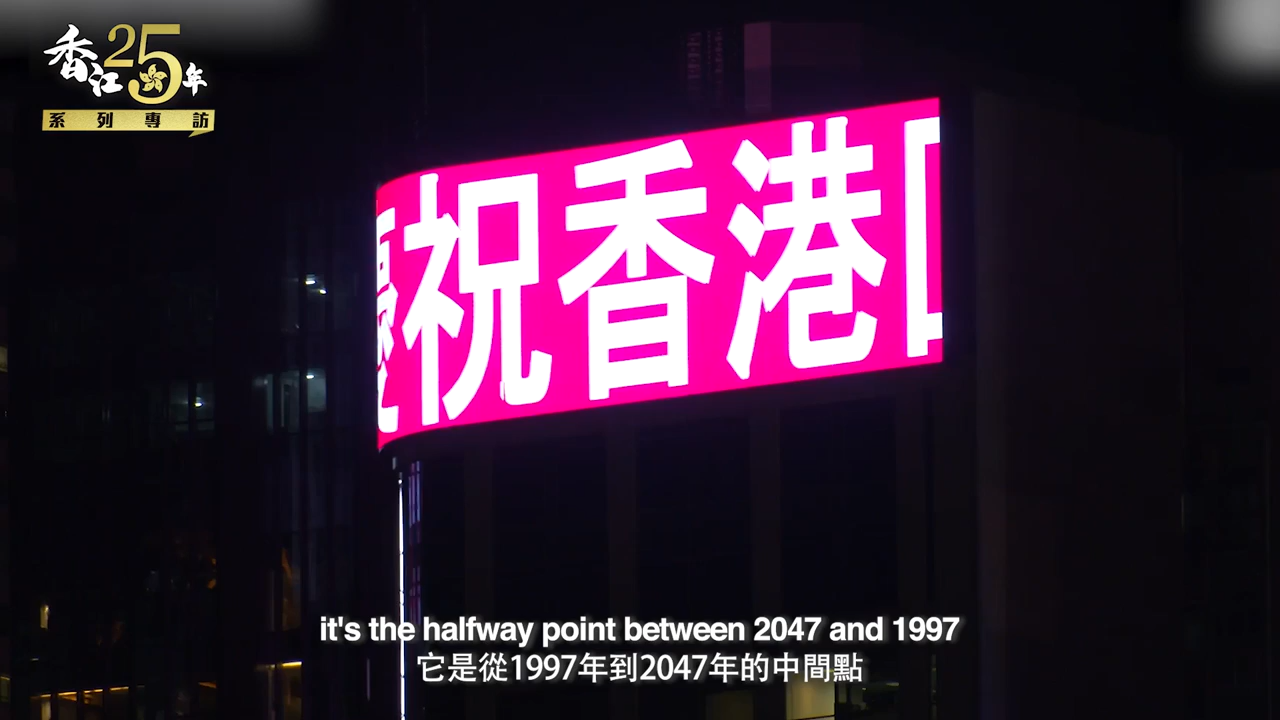 香江25年
系列專訪
祝香港
it's the halfway point between 2047 and 1997
它是從1997年到2047年的中間點